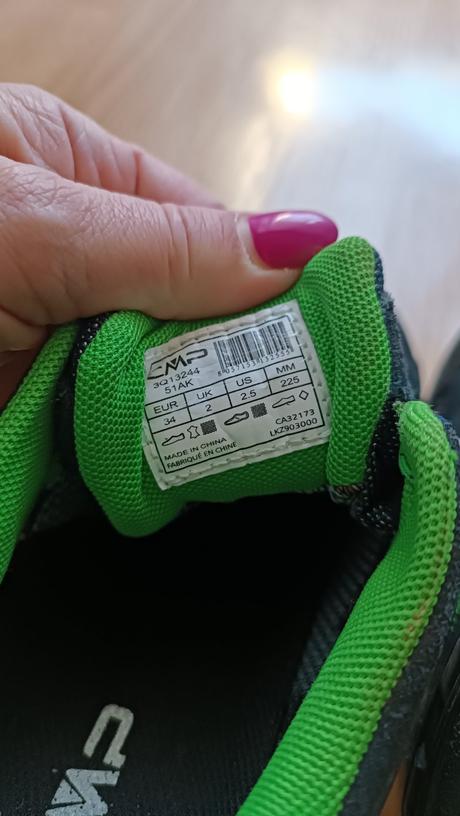 CMP
3Q13244
51AK
EUR UK US MM
34 2 2.5 225
CA32173
LKZ903000
MADE IN CHINA
FABRIQUÉ EN CHINE
CMP